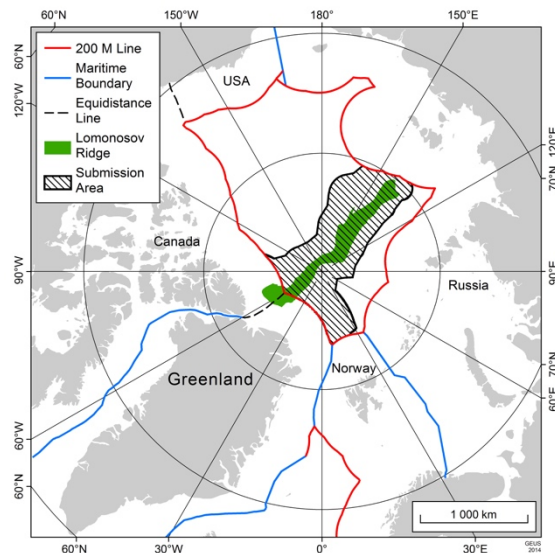 150°W
180°
150°E
60°N
120°W
70°N
200 M Line
Maritime
Boundary
Equidistance
Line
Lomonosov
Ridge
Submission
Area
USA
120°E
70°N
Canada
90°W
90°E
Russia
Greenland
Norway
70°N
60°E
60°W
60°N
1 000 km
60°N
30°W
0°
30°E
GEUS
2014